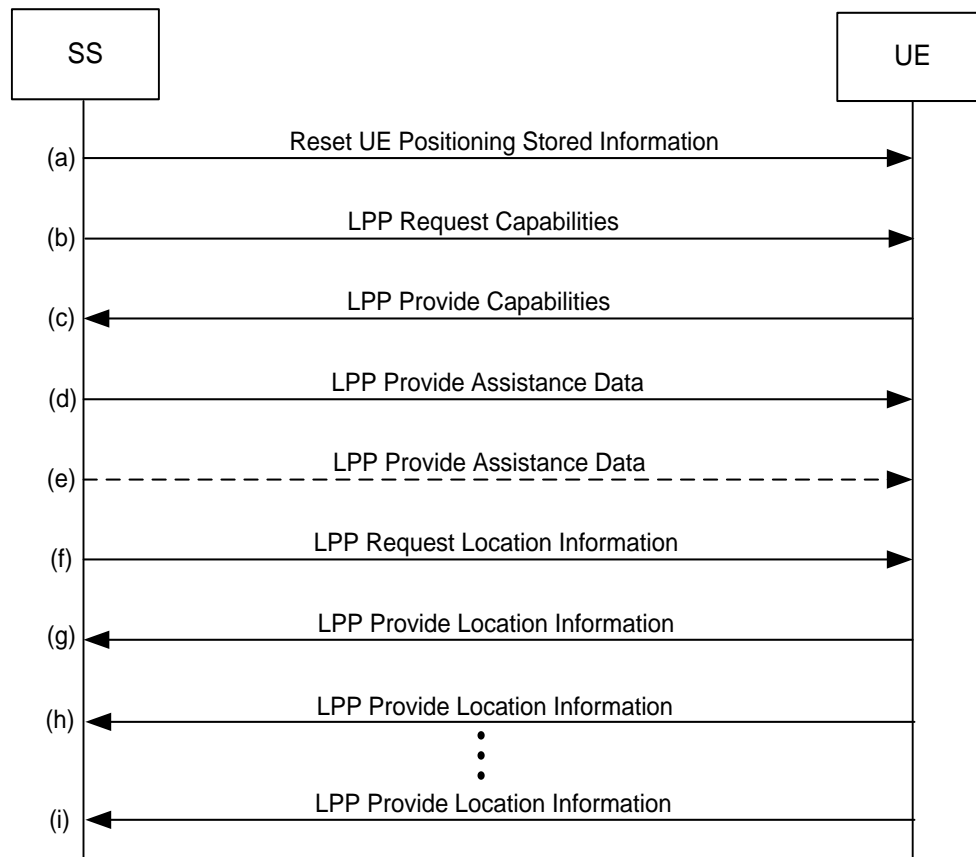 SS
UE
(a) Reset UE Positioning Stored Information
(b) LPP Request Capabilities
(c) LPP Provide Capabilities
(d) LPP Provide Assistance Data
(e) LPP Provide Assistance Data
(f) LPP Request Location Information
(g) LPP Provide Location Information
(h) LPP Provide Location Information
(i) LPP Provide Location Information